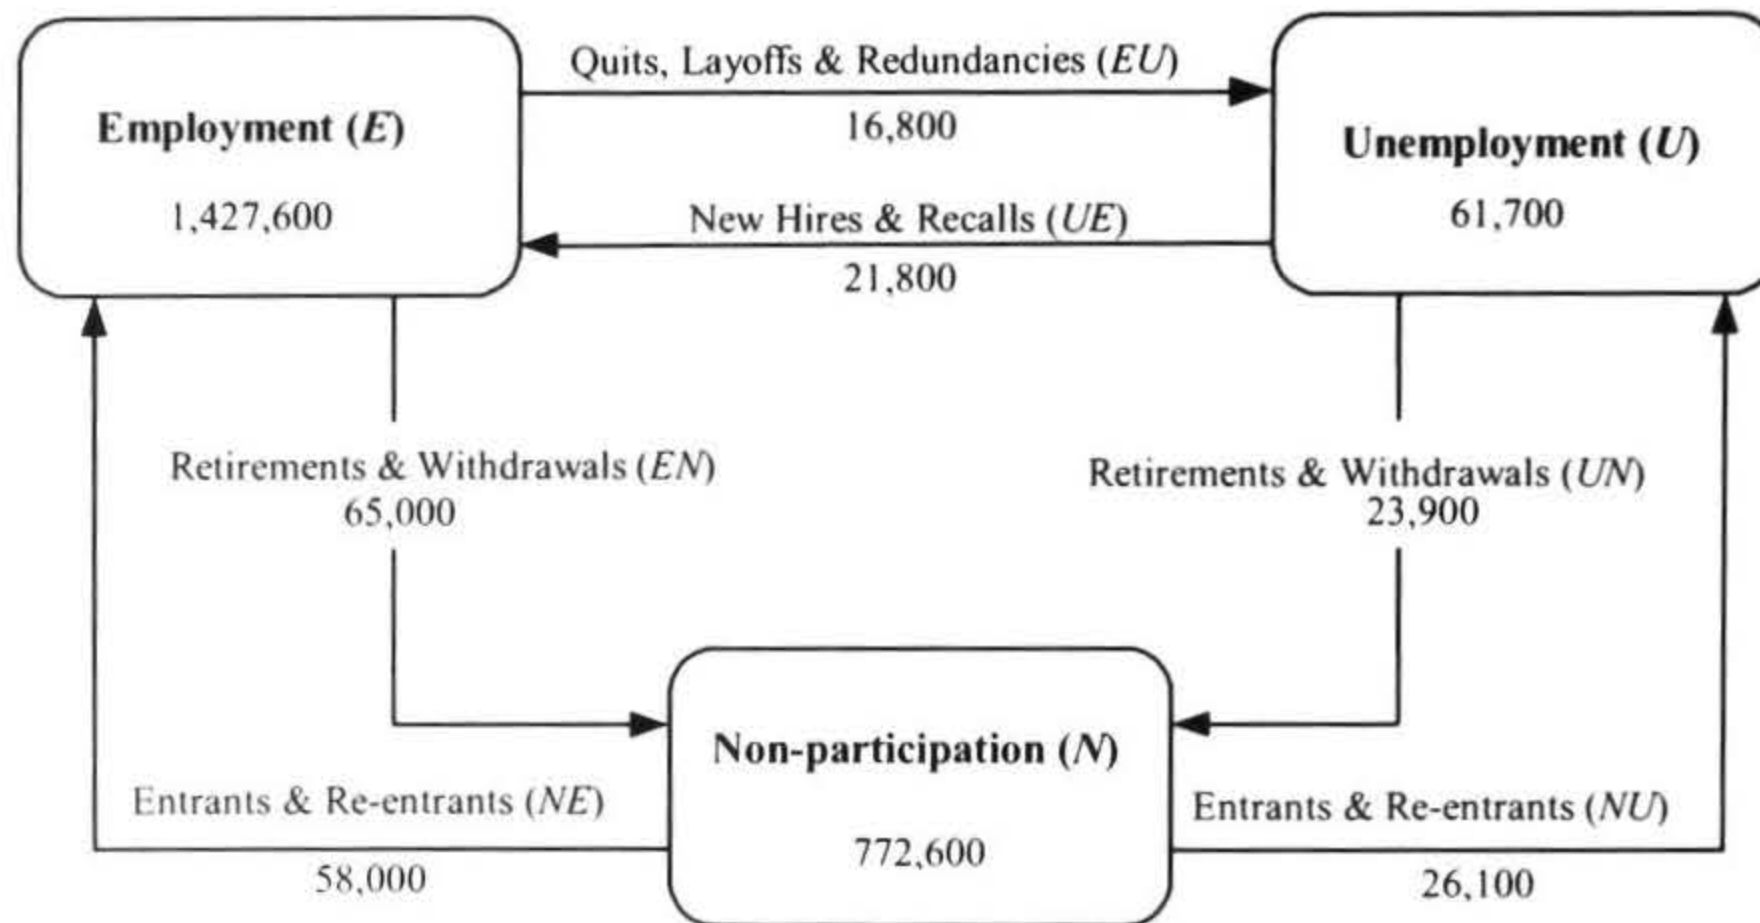 Quits, Layoffs & Redundancies (EU)
16,800
Employment (E)
1,427,600
Unemployment (U)
61,700
New Hires & Recalls (UE)
21,800
Retirements & Withdrawals (EN)
65,000
Retirements & Withdrawals (UN)
23,900
Non-participation (N)
772,600
Entrants & Re-entrants (NE)
58,000
Entrants & Re-entrants (NU)
26,100